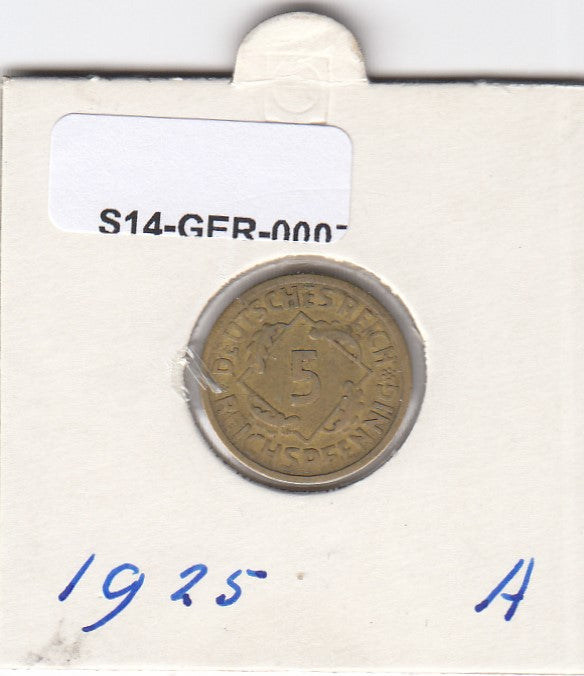 S14-GER-0007
DEUTSCHES REICH
5
REICHSPFENNIG
1925 A